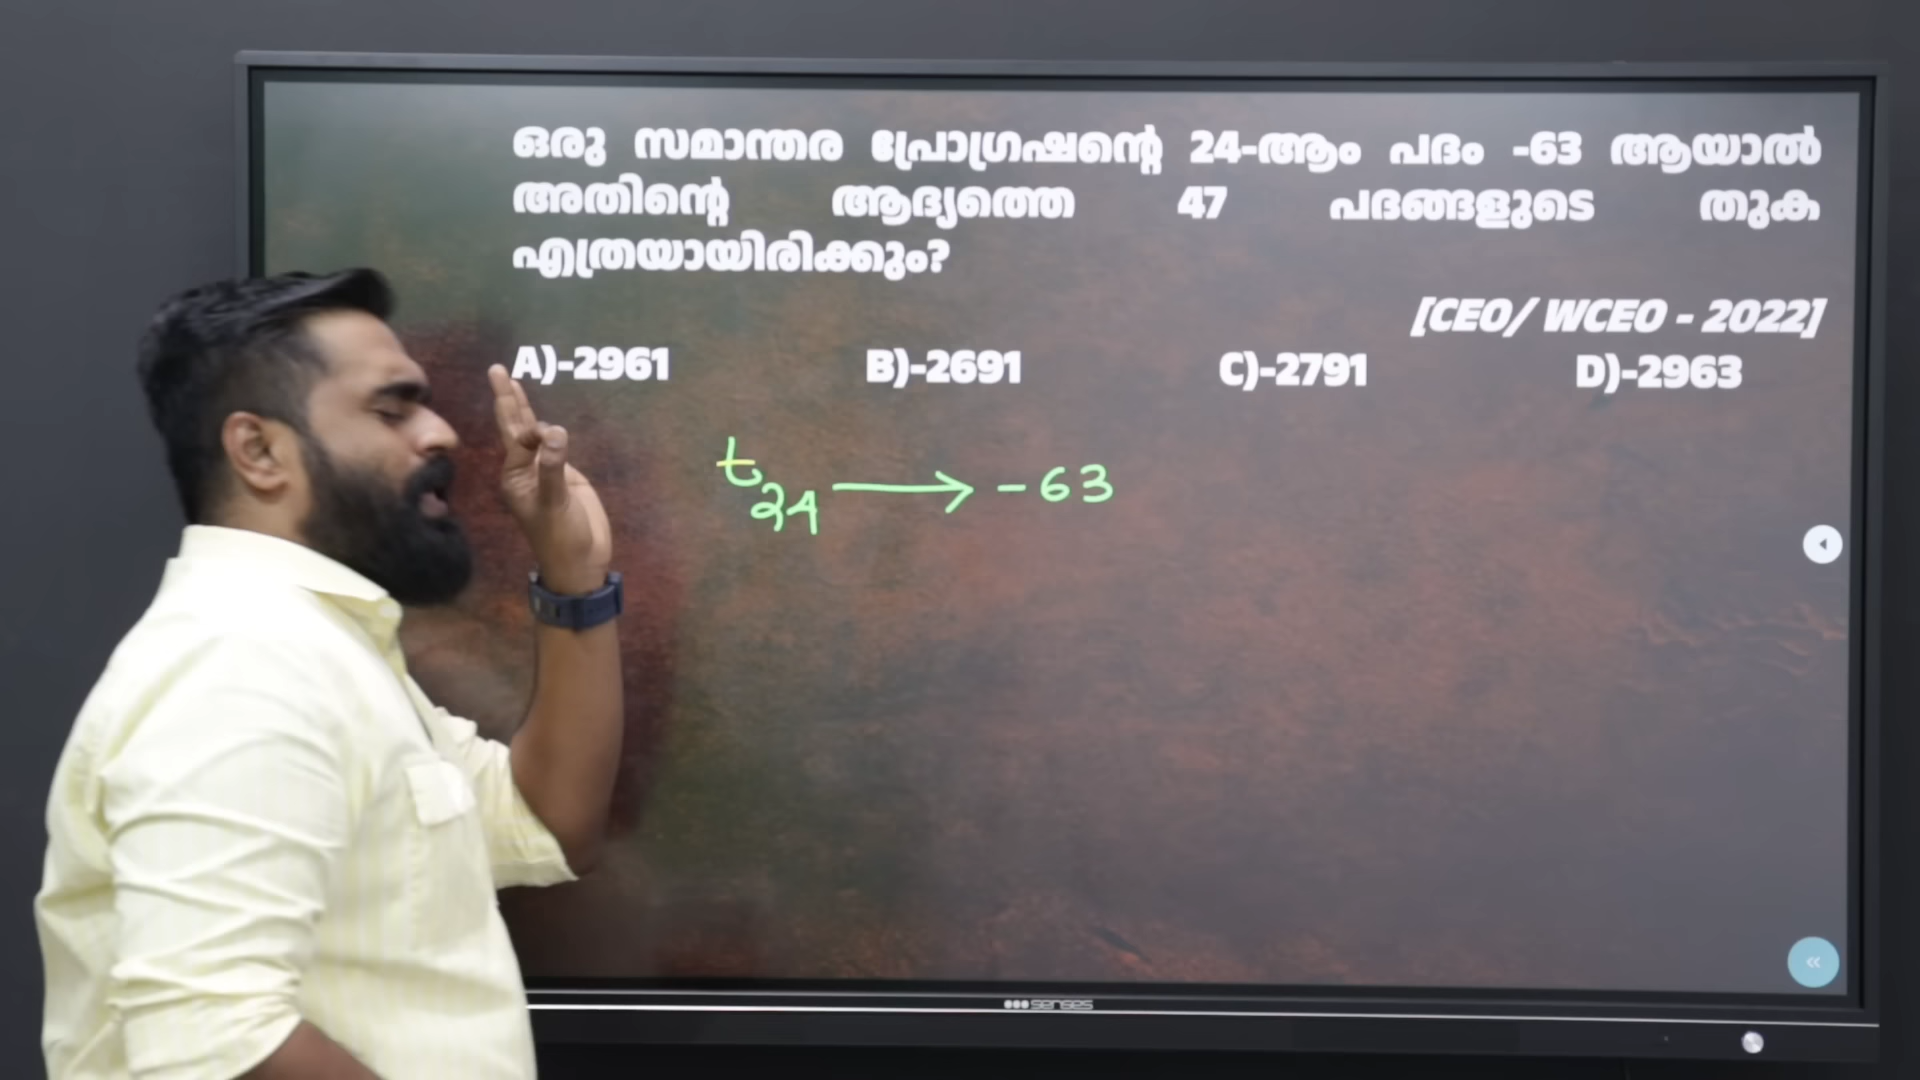 ഒരു സമാന്തര പ്രോഗ്രഷന്റെ 24-ആം പദം -63 ആയാൽ
അതിന്റെ ആദ്യത്തെ 47 പദങ്ങളുടെ തുക
എത്രയായിരിക്കും?
[CEO/ WCEO - 2022]
A)-2961 B)-2691 C)-2791 D)-2963
t24 → -63
senses